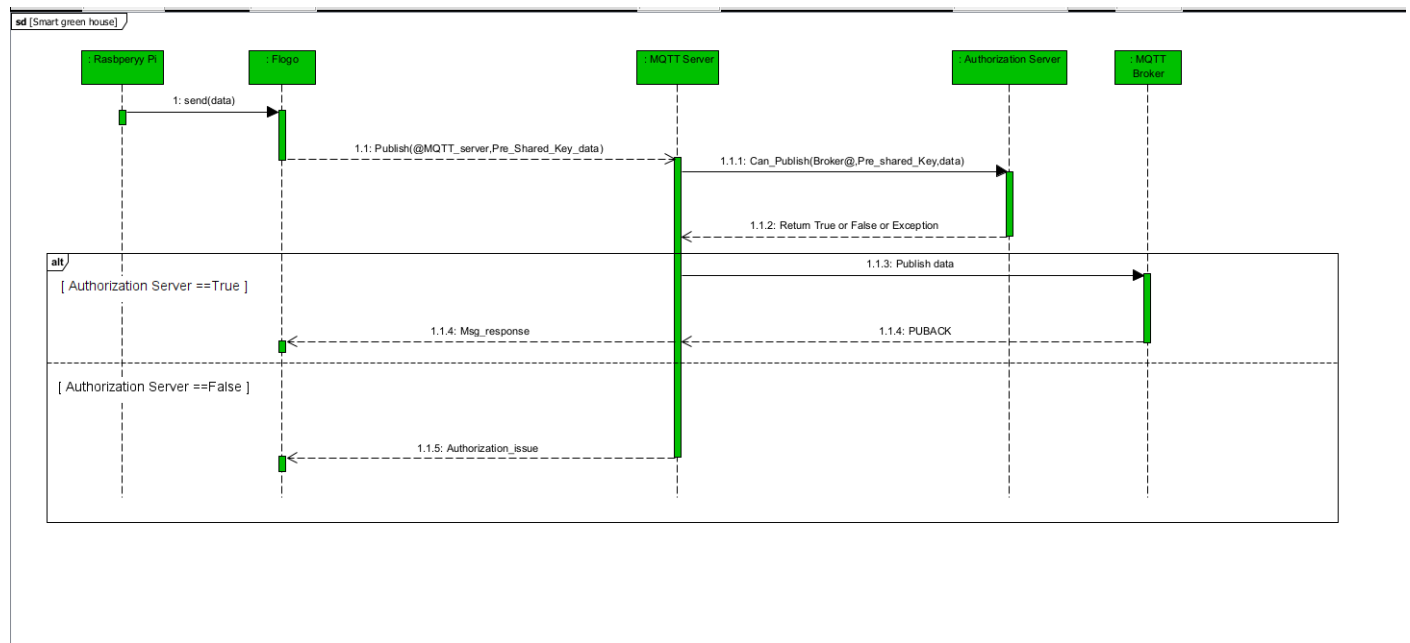 sd [Smart green house]
: Rasbperyy Pi
: Flogo
: MQTT Server
: Authorization Server
: MQTT
Broker
1: send(data)
1.1: Publish(@MQTT_server,Pre_Shared_Key_data)
1.1.1: Can_Publish(Broker@,Pre_shared_Key,data)
1.1.2: Return True or False or Exception
alt
1.1.3: Publish data
[ Authorization Server ==True ]
1.1.4: Msg_response
1.1.4: PUBACK
[ Authorization Server ==False ]
1.1.5: Authorization_issue